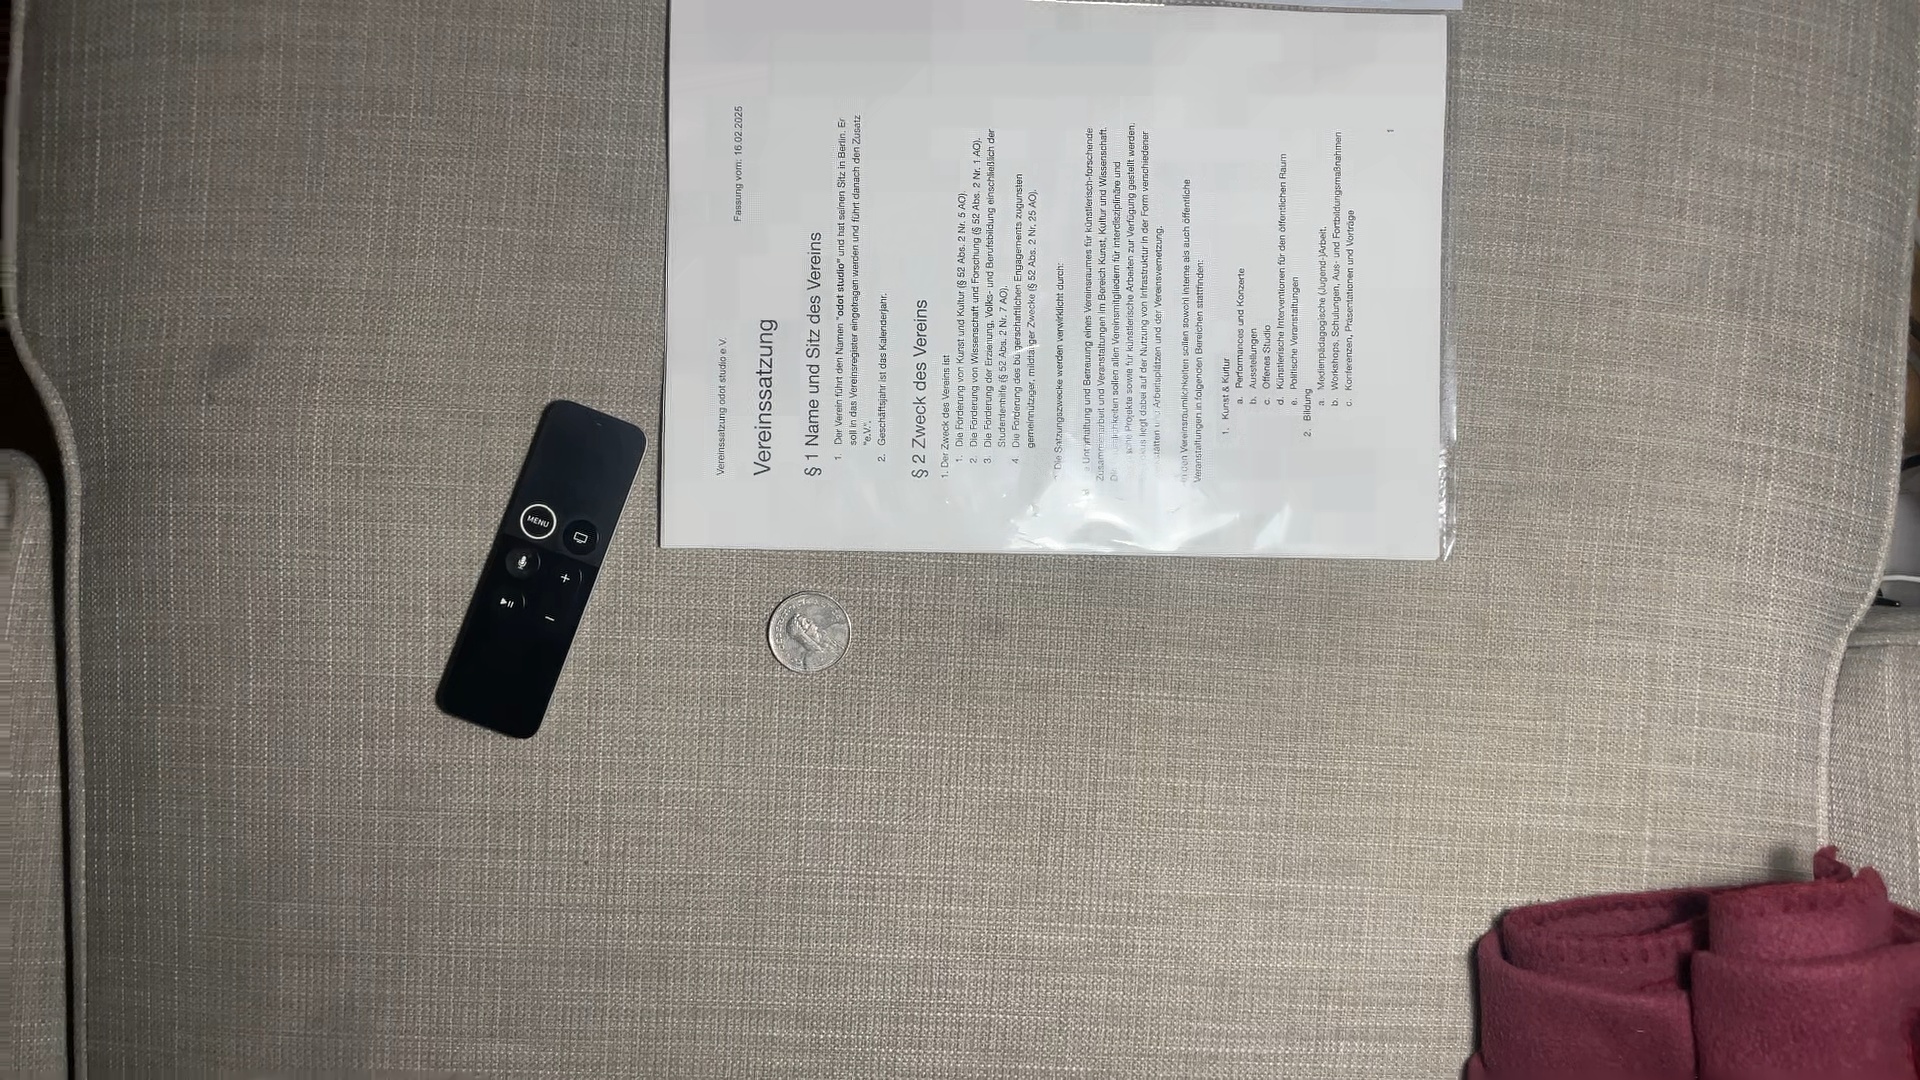 Vereinssatzung odot studio e.V.
Fassung vom: 16.02.2025
Vereinssatzung
§ 1 Name und Sitz des Vereins
1. Der Verein führt den Namen "odot studio" und hat seinen Sitz in Berlin. Er
soll in das Vereinsregister eingetragen werden und führt danach den Zusatz
"e.V.".
2. Geschäftsjahr ist das Kalenderjahr.
§ 2 Zweck des Vereins
1. Der Zweck des Vereins ist
1. Die Förderung von Kunst und Kultur (§ 52 Abs. 2 Nr. 5 AO).
2. Die Förderung von Wissenschaft und Forschung (§ 52 Abs. 2 Nr. 1 AO).
3. Die Förderung der Erziehung, Volks- und Berufsbildung einschließlich der
Studentenhilfe (§ 52 Abs. 2 Nr. 7 AO).
4. Die Förderung des bürgerschaftlichen Engagements zugunsten
gemeinnütziger, mildtätiger Zwecke (§ 52 Abs. 2 Nr. 25 AO).
Die Satzungszwecke werden verwirklicht durch:
Unterhaltung und Betreuung eines Vereinsraumes für künstlerisch-forschende
Zusammenarbeit und Veranstaltungen im Bereich Kunst, Kultur und Wissenschaft.
sollen allen Vereinsmitgliedern für interdisziplinäre und
Projekte sowie für künstlerische Arbeiten zur Verfügung gestellt werden.
liegt dabei auf der Nutzung von Infrastruktur in der Form verschiedener
Arbeitsplätzen und der Vereinsvernetzung.
den Vereinsräumlichkeiten sollen sowohl interne als auch öffentliche
Veranstaltungen in folgenden Bereichen stattfinden:
1. Kunst & Kultur
a. Performances und Konzerte
b. Ausstellungen
c. Offenes Studio
d. Künstlerische Interventionen für den öffentlichen Raum
e. Politische Veranstaltungen
2. Bildung
a. Medienpädagogische (Jugend-)Arbeit.
b. Workshops, Schulungen, Aus- und Fortbildungsmaßnahmen
c. Konferenzen, Präsentationen und Vorträge
1
MENU